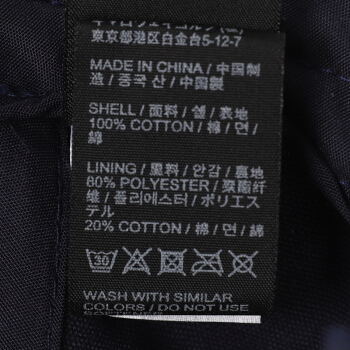 東京都港区白金台5-12-7
MADE IN CHINA / 中国制
造 / 중국 산 / 中国製
SHELL / 面料 / 쉘 / 表地
100% COTTON / 棉 / 면 /
綿
LINING / 里料 / 안감 / 裏地
80% POLYESTER / 聚酯纤
维 / 폴리에스터 / ポリエス
テル
20% COTTON / 棉 / 면 / 綿
30
WASH WITH SIMILAR
COLORS / DO NOT USE
SOFTENER